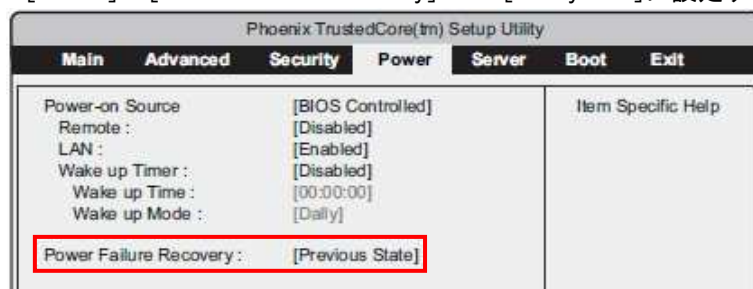 Phoenix TrustedCore(tm) Setup Utility
Main Advanced Security Power Server Boot Exit
Power-on Source [BIOS Controlled] Item Specific Help
Remote : [Disabled]
LAN : [Enabled]
Wake up Timer : [Disabled]
Wake up Time : [00:00:00]
Wake up Mode : [Daily]
Power Failure Recovery : [Previous State]